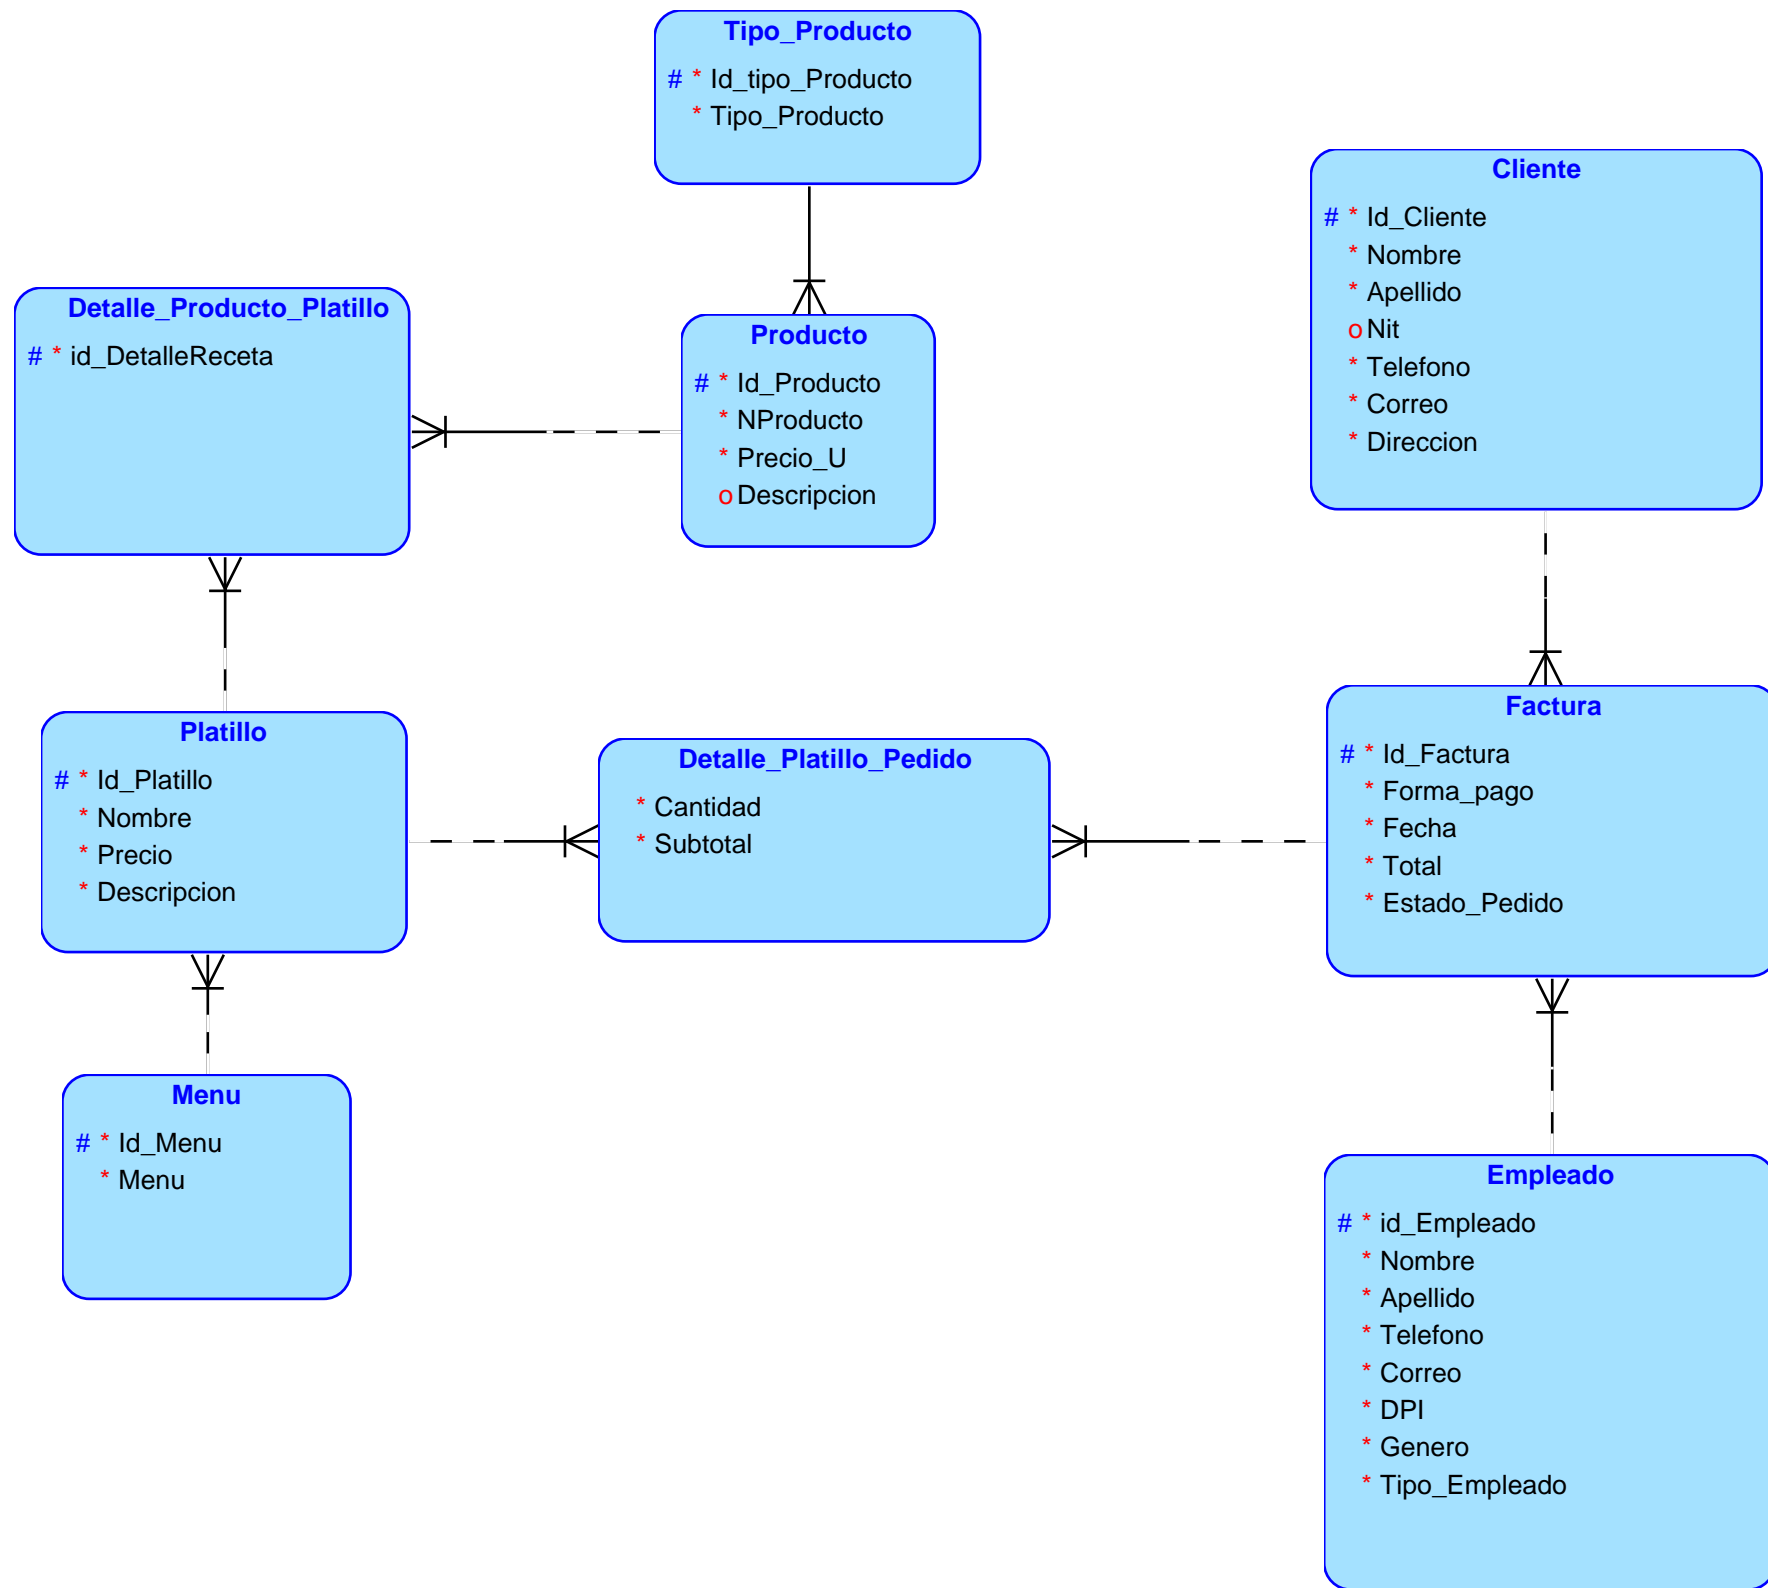 Tipo_Producto
# * Id_tipo_Producto
* Tipo_Producto
Cliente
# * Id_Cliente
* Nombre
* Apellido
o Nit
* Telefono
* Correo
* Direccion
Detalle_Producto_Platillo
# * id_DetalleReceta
Producto
# * Id_Producto
* NProducto
* Precio_U
o Descripcion
Platillo
# * Id_Platillo
* Nombre
* Precio
* Descripcion
Detalle_Platillo_Pedido
* Cantidad
* Subtotal
Factura
# * Id_Factura
* Forma_pago
* Fecha
* Total
* Estado_Pedido
Menu
# * Id_Menu
* Menu
Empleado
# * id_Empleado
* Nombre
* Apellido
* Telefono
* Correo
* DPI
* Genero
* Tipo_Empleado